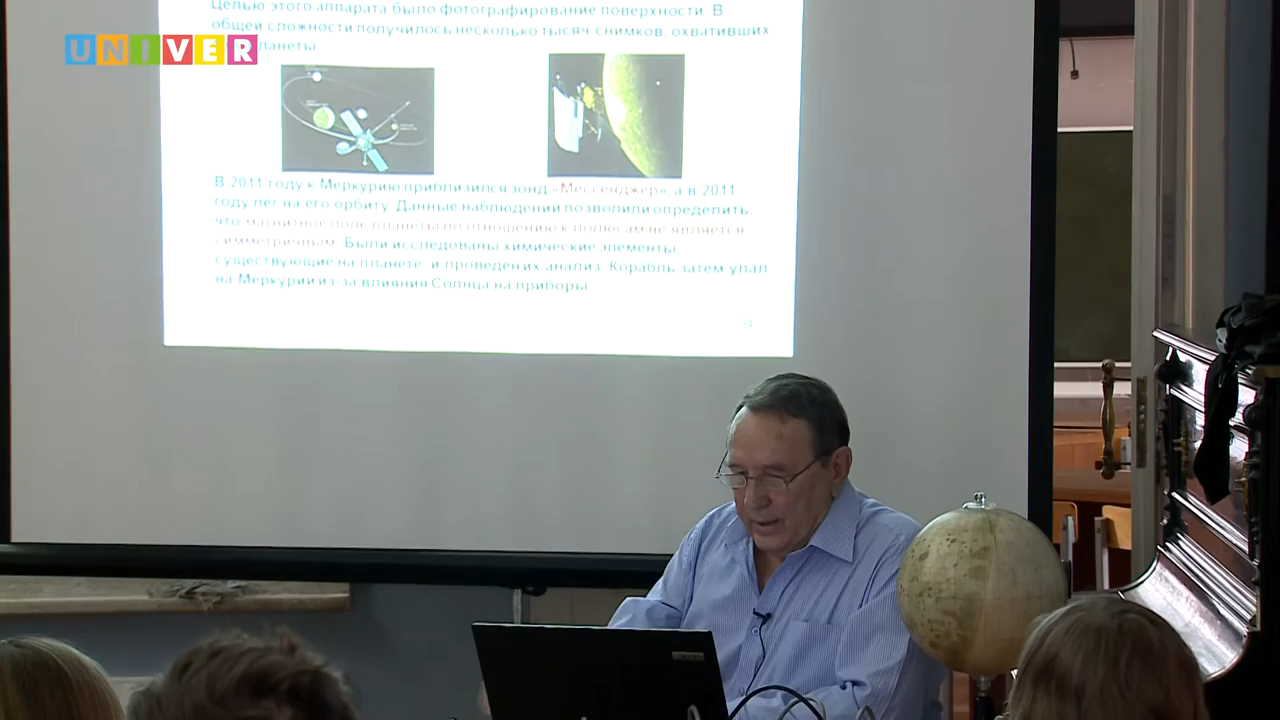 Целью этого аппарата было фотографирование поверхности. В
общей сложности получилось несколько тысяч снимков, охвативших
планеты.
UNIVER
В 2011 году к Меркурию приблизился зонд «Мессенджер», а в 2011
году лёг на его орбиту. Данные наблюдений позволили определить,
что магнитное поле планеты по отношению к полюсам не является
симметричным. Были исследованы химические элементы,
существующие на планете, и проведен их анализ. Корабль затем упал
на Меркурий из-за влияния Солнца на приборы.